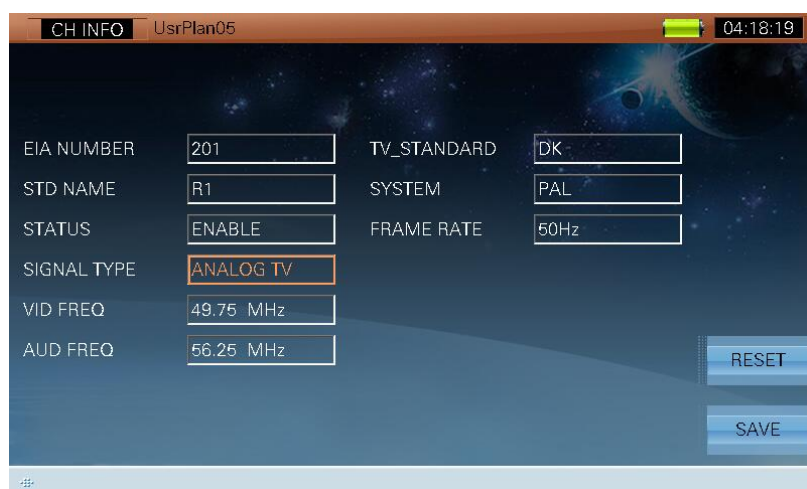 CH INFO UsrPlan05 04:18:19
EIA NUMBER 201 TV_STANDARD DK
STD NAME R1 SYSTEM PAL
STATUS ENABLE FRAME RATE 50Hz
SIGNAL TYPE ANALOG TV
VID FREQ 49.75 MHz
AUD FREQ 56.25 MHz
RESET
SAVE